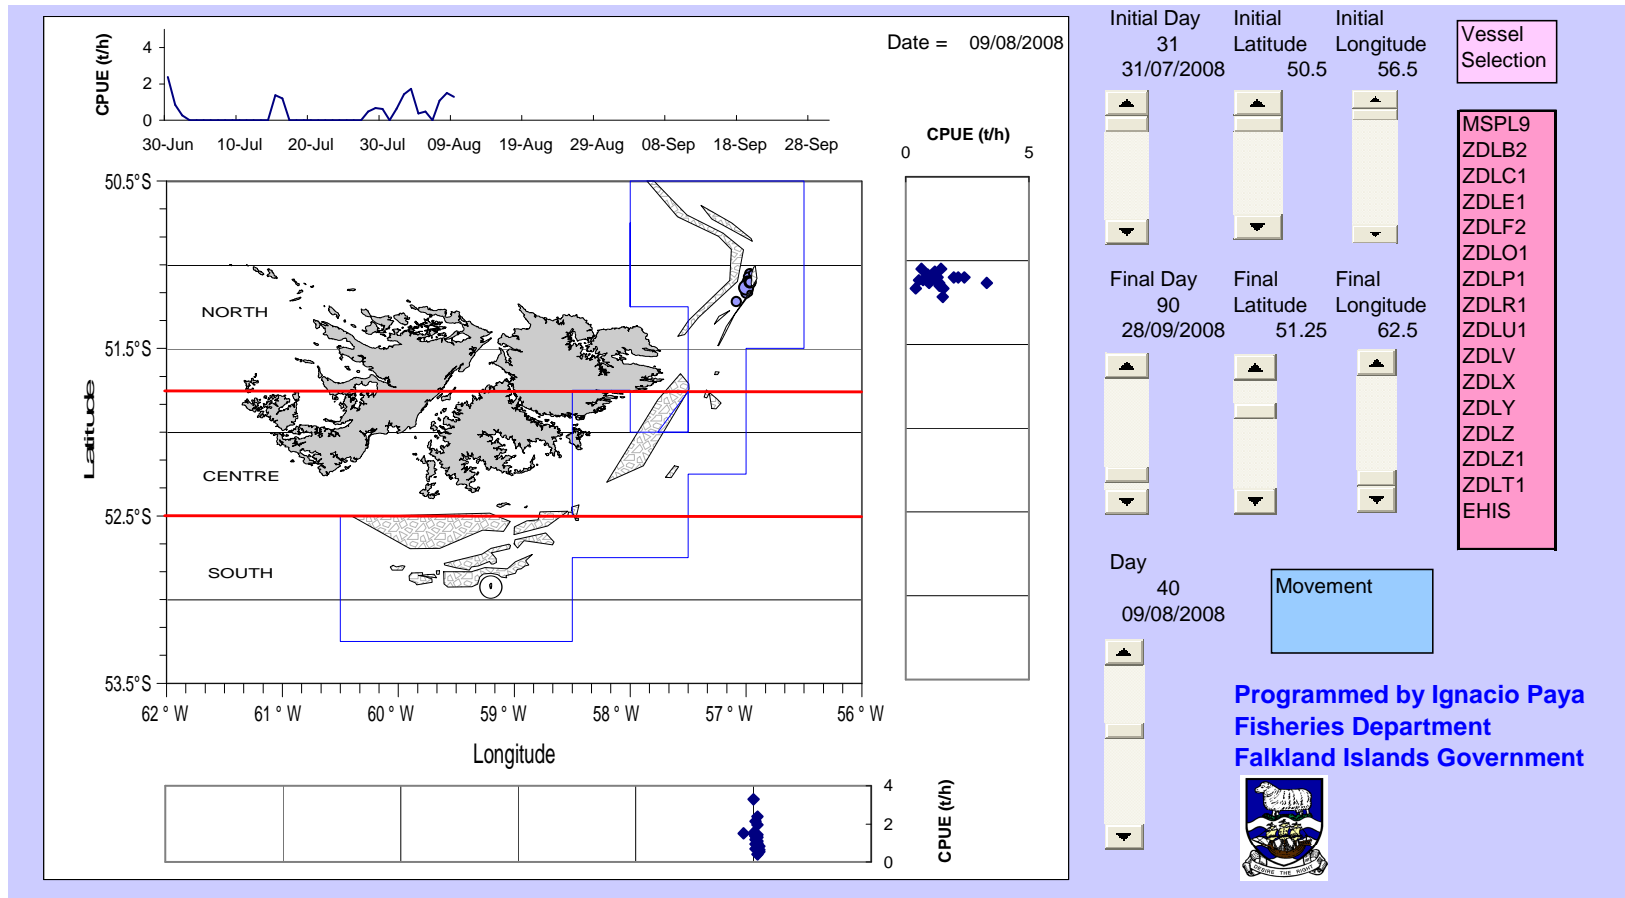 CPUE (t/h)
4
2
0
30-Jun 10-Jul 20-Jul 30-Jul 09-Aug 19-Aug 29-Aug 08-Sep 18-Sep 28-Sep
Date = 09/08/2008
CPUE (t/h)
0 5
50.5°S
51.5°S
52.5°S
53.5°S
Latitude
NORTH
CENTRE
SOUTH
62 ° W 61 ° W 60 ° W 59 ° W 58 ° W 57 ° W 56 ° W
Longitude
4
2
0
CPUE (t/h)
Initial Day
31
31/07/2008
Initial
Latitude
50.5
Initial
Longitude
56.5
Vessel
Selection
MSPL9
ZDLB2
ZDLC1
ZDLE1
ZDLF2
ZDLO1
ZDLP1
ZDLR1
ZDLU1
ZDLV
ZDLX
ZDLY
ZDLZ
ZDLZ1
ZDLT1
EHIS
Final Day
90
28/09/2008
Final
Latitude
51.25
Final
Longitude
62.5
Day
40
09/08/2008
Movement
Programmed by Ignacio Paya
Fisheries Department
Falkland Islands Government
DESIRE THE RIGHT